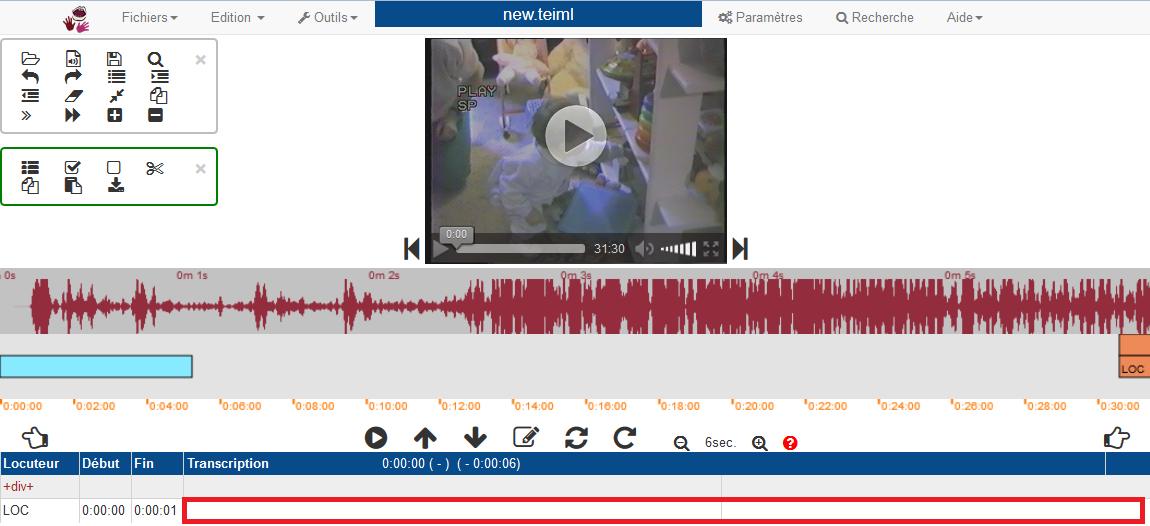 Fichiers Edition Outils new.teiml Paramètres Recherche Aide
PLAY
SP
0:00
31:30
0s 0m 1s 0m 2s 0m 3s 0m 4s 0m 5s
LOC
0:00:00 0:02:00 0:04:00 0:06:00 0:08:00 0:10:00 0:12:00 0:14:00 0:16:00 0:18:00 0:20:00 0:22:00 0:24:00 0:26:00 0:28:00 0:30:00
6sec. ?
Locuteur Début Fin Transcription 0:00:00 ( - ) ( - 0:00:06)
+div+
LOC 0:00:00 0:00:01